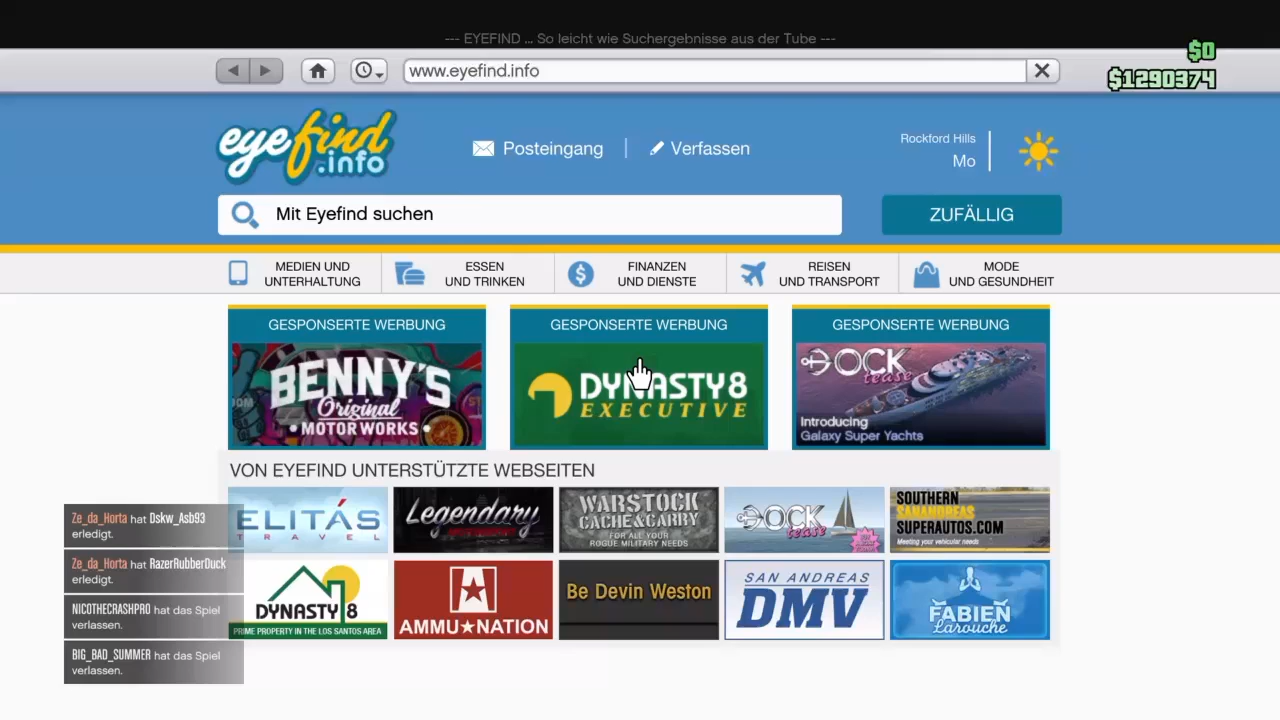 --- EYEFIND ... So leicht wie Suchergebnisse aus der Tube ---
$0
www.eyefind.info
$1290374
eyefind
.info
Posteingang
Verfassen
Rockford Hills
Mo
Mit Eyefind suchen
ZUFÄLLIG
MEDIEN UND
UNTERHALTUNG
ESSEN
UND TRINKEN
FINANZEN
UND DIENSTE
REISEN
UND TRANSPORT
MODE
UND GESUNDHEIT
GESPONSERTE WERBUNG
BENNY'S
Original
MOTOR WORKS
GESPONSERTE WERBUNG
DYNASTY 8
EXECUTIVE
GESPONSERTE WERBUNG
DOCK
tease
Introducing
Galaxy Super Yachts
VON EYEFIND UNTERSTÜTZTE WEBSEITEN
ELITÁS
TRAVEL
Legendary
WARSTOCK
CACHE & CARRY
FOR ALL YOUR
ROGUE MILITARY NEEDS
DOCK
tease
SOUTHERN
SANANDREAS
SUPERAUTOS.COM
Meeting your vehicular needs
DYNASTY 8
PRIME PROPERTY IN THE LOS SANTOS AREA
AMMU★NATION
Be Devin Weston
SAN ANDREAS
DMV
FABIEN
Larouche
Ze_da_Horta hat Dskw_Asb93
erledigt.
Ze_da_Horta hat RazerRubberDuck
erledigt.
NICOTHECRASHPRO hat das Spiel
verlassen.
BIG_BAD_SUMMER hat das Spiel
verlassen.